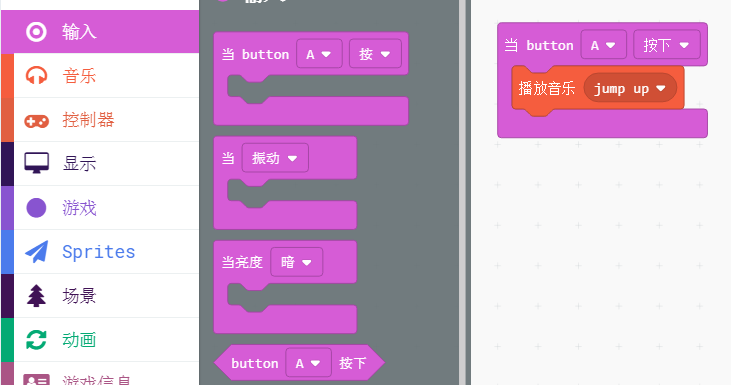 输入
音乐
控制器
显示
游戏
Sprites
场景
动画
游戏信息
输入
当 button A 按
当 振动
当亮度 暗
button A 按下
当 button A 按下
播放音乐 jump up